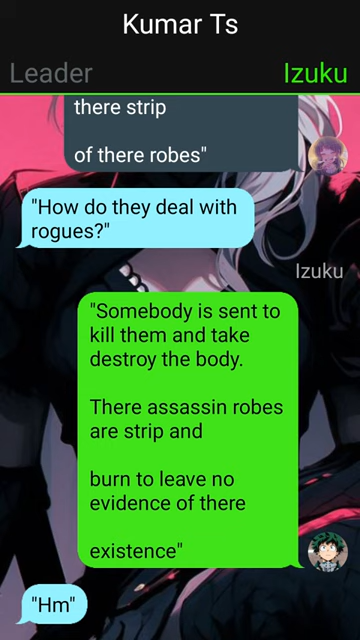 Kumar Ts
Leader
Izuku
there strip
of there robes"
"How do they deal with
rogues?"
Izuku
"Somebody is sent to
kill them and take
destroy the body.
There assassin robes
are strip and
burn to leave no
evidence of there
existence"
"Hm"